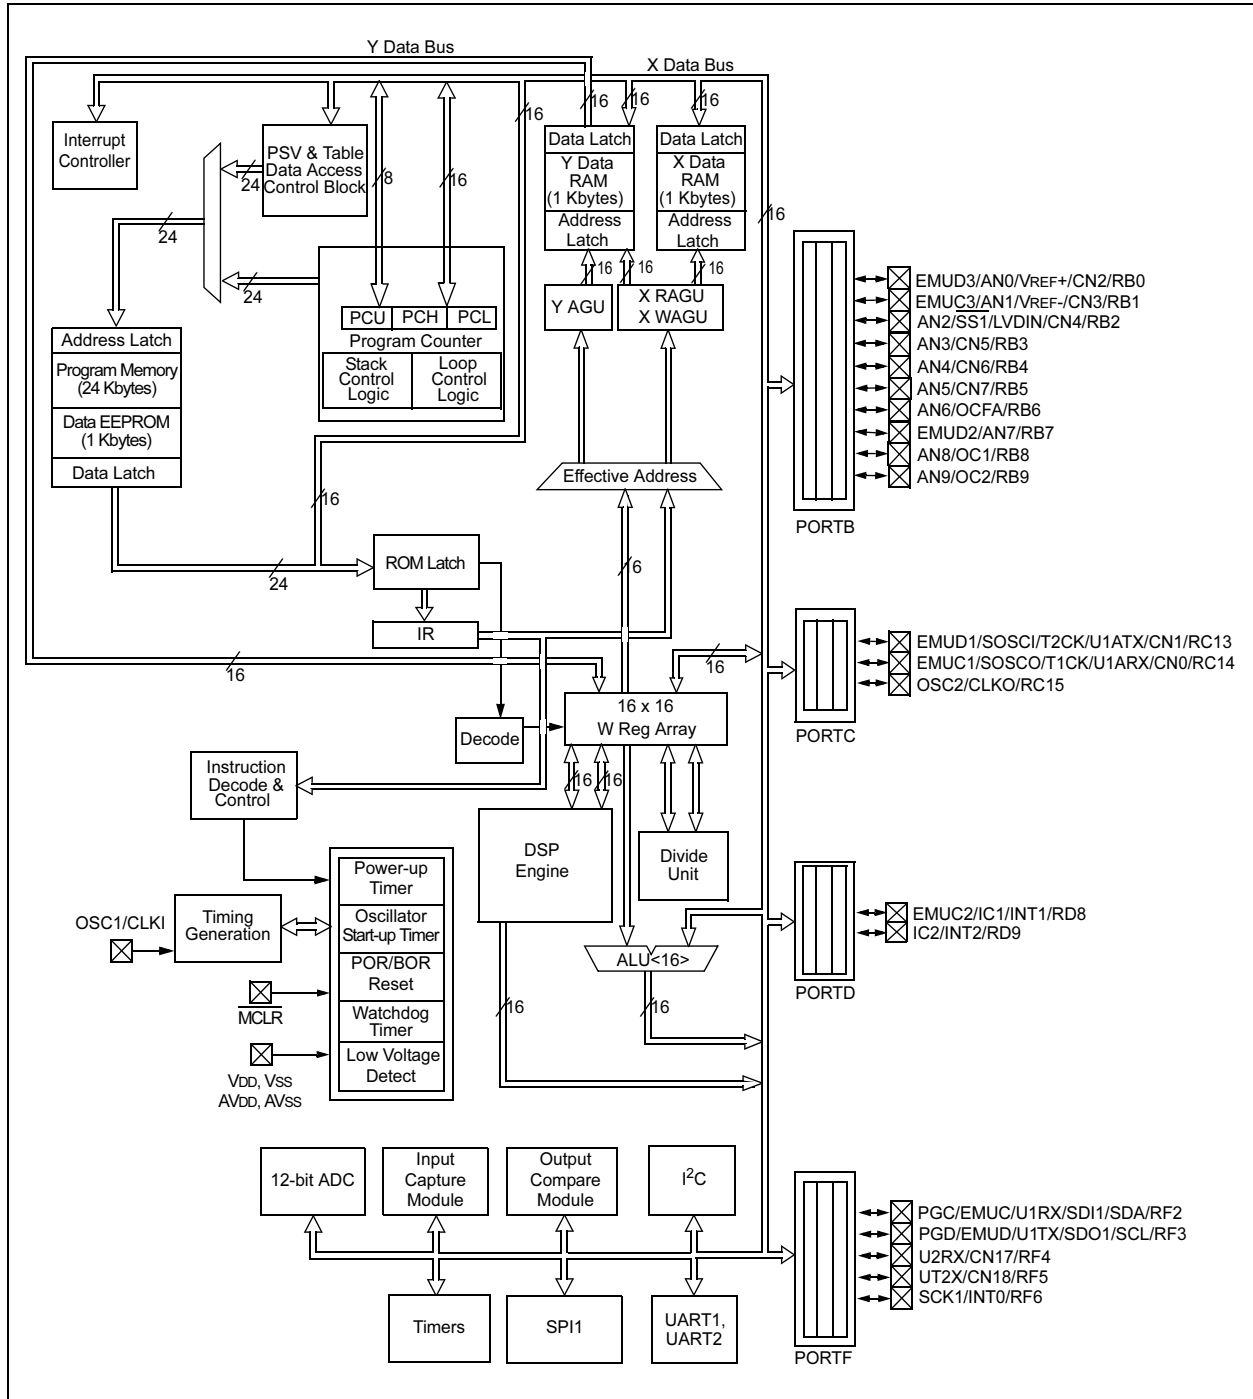 Y Data Bus
X Data Bus
16
16
16
16
16
Interrupt
Controller
PSV & Table
Data Access
Control Block
24
8
16
24
24
Data Latch
Y Data
RAM
(1 Kbytes)
Address
Latch
Data Latch
X Data
RAM
(1 Kbytes)
Address
Latch
16
16
16
Y AGU
X RAGU
X WAGU
PCU
PCH
PCL
Program Counter
Stack
Control
Logic
Loop
Control
Logic
Address Latch
Program Memory
(24 Kbytes)
Data EEPROM
(1 Kbytes)
Data Latch
16
24
Effective Address
ROM Latch
6
IR
16
16
16 x 16
W Reg Array
Decode
Instruction
Decode &
Control
16
16
DSP
Engine
Divide
Unit
Power-up
Timer
Oscillator
Start-up Timer
POR/BOR
Reset
Watchdog
Timer
Low Voltage
Detect
OSC1/CLKI
Timing
Generation
MCLR
VDD, VSS
AVDD, AVSS
ALU<16>
16
16
12-bit ADC
Input
Capture
Module
Output
Compare
Module
I2C
Timers
SPI1
UART1,
UART2
EMUD3/AN0/VREF+/CN2/RB0
EMUC3/AN1/VREF-/CN3/RB1
AN2/SS1/LVDIN/CN4/RB2
AN3/CN5/RB3
AN4/CN6/RB4
AN5/CN7/RB5
AN6/OCFA/RB6
EMUD2/AN7/RB7
AN8/OC1/RB8
AN9/OC2/RB9
PORTB
EMUD1/SOSCI/T2CK/U1ATX/CN1/RC13
EMUC1/SOSCO/T1CK/U1ARX/CN0/RC14
OSC2/CLKO/RC15
PORTC
EMUC2/IC1/INT1/RD8
IC2/INT2/RD9
PORTD
PGC/EMUC/U1RX/SDI1/SDA/RF2
PGD/EMUD/U1TX/SDO1/SCL/RF3
U2RX/CN17/RF4
UT2X/CN18/RF5
SCK1/INT0/RF6
PORTF